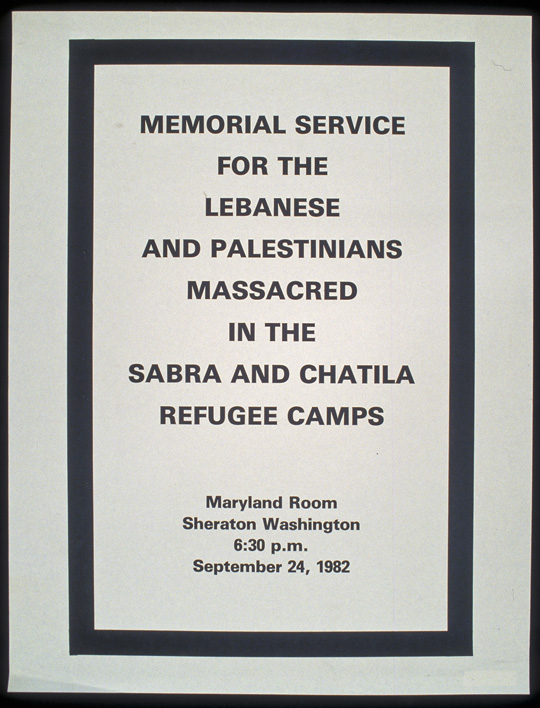 MEMORIAL SERVICE
FOR THE
LEBANESE
AND PALESTINIANS
MASSACRED
IN THE
SABRA AND CHATILA
REFUGEE CAMPS
Maryland Room
Sheraton Washington
6:30 p.m.
September 24, 1982